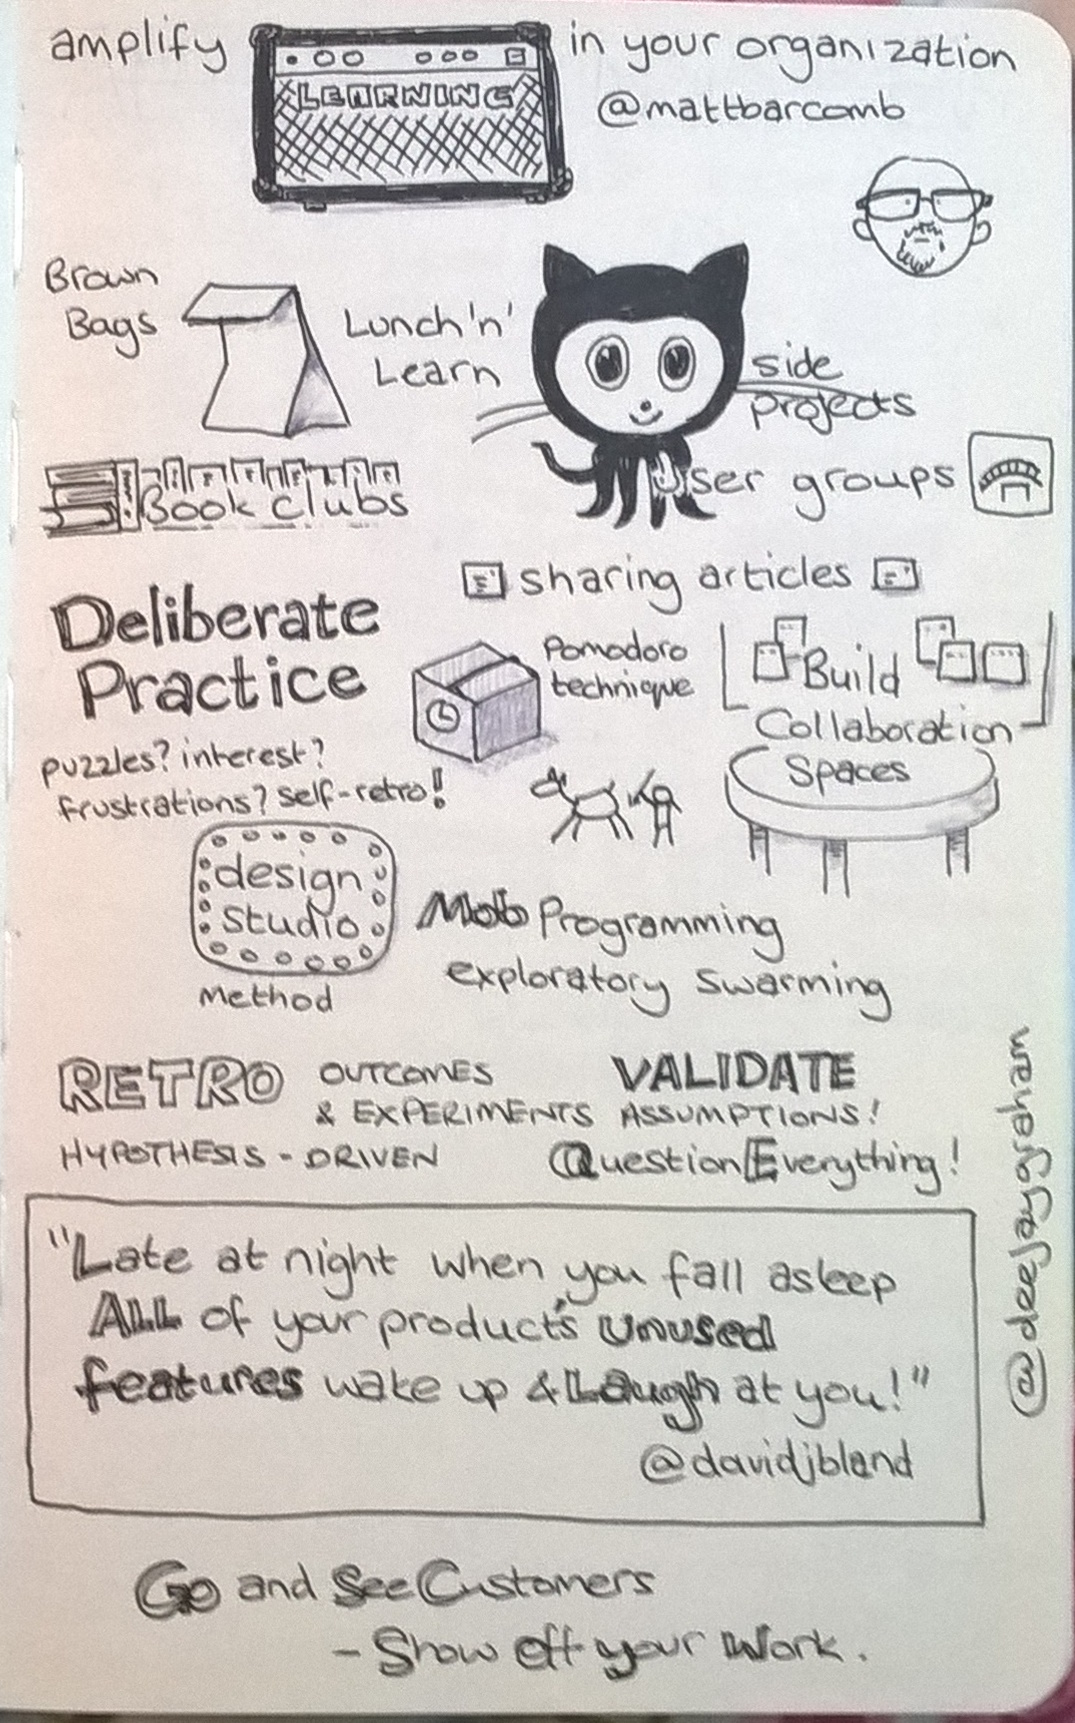 amplify LEARNING in your organization
@mattbarcomb
Brown
Bags
Lunch 'n'
Learn
side
projects
Book clubs
User groups
sharing articles
Deliberate
Practice
Pomodoro
technique
Build
Collaboration
Spaces
puzzles? interest?
frustrations? self-retro!
design
studio
Method
Mob Programming
exploratory swarming
RETRO OUTCOMES
& EXPERIMENTS
HYPOTHESIS - DRIVEN
VALIDATE
ASSUMPTIONS!
Question Everything!
@deejaygraham
"Late at night when you fall asleep
ALL of your product's unused
features wake up & Laugh at you!"
@davidjbland
Go and See Customers
- Show off your work.